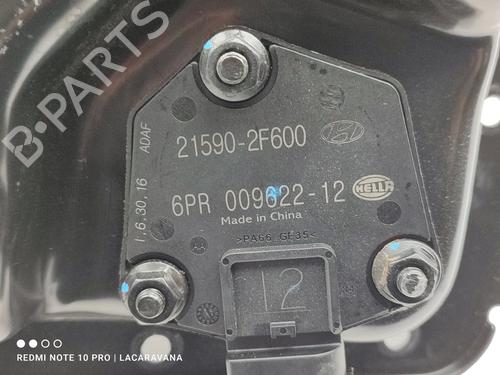 B-PARTS
1.6.30.16 ADAF
21590-2F600
6PR 009622-12 HELLA
Made in China
>PA66 GF35<
12
REDMI NOTE 10 PRO | LACARAVANA